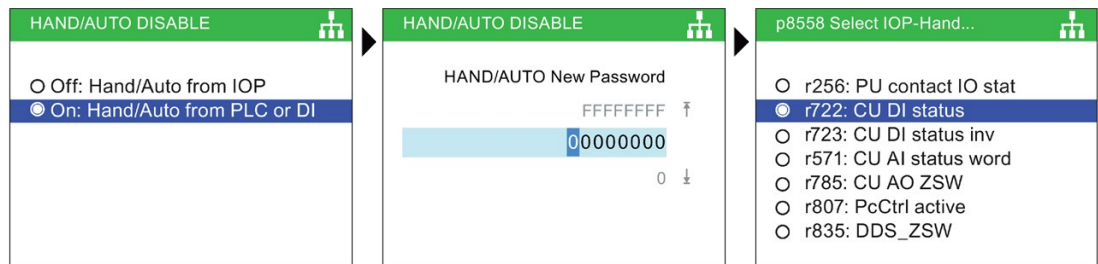 HAND/AUTO DISABLE
Off: Hand/Auto from IOP
On: Hand/Auto from PLC or DI
HAND/AUTO DISABLE
HAND/AUTO New Password
FFFFFFFF
00000000
0
p8558 Select IOP-Hand...
r256: PU contact IO stat
r722: CU DI status
r723: CU DI status inv
r571: CU AI status word
r785: CU AO ZSW
r807: PcCtrl active
r835: DDS_ZSW